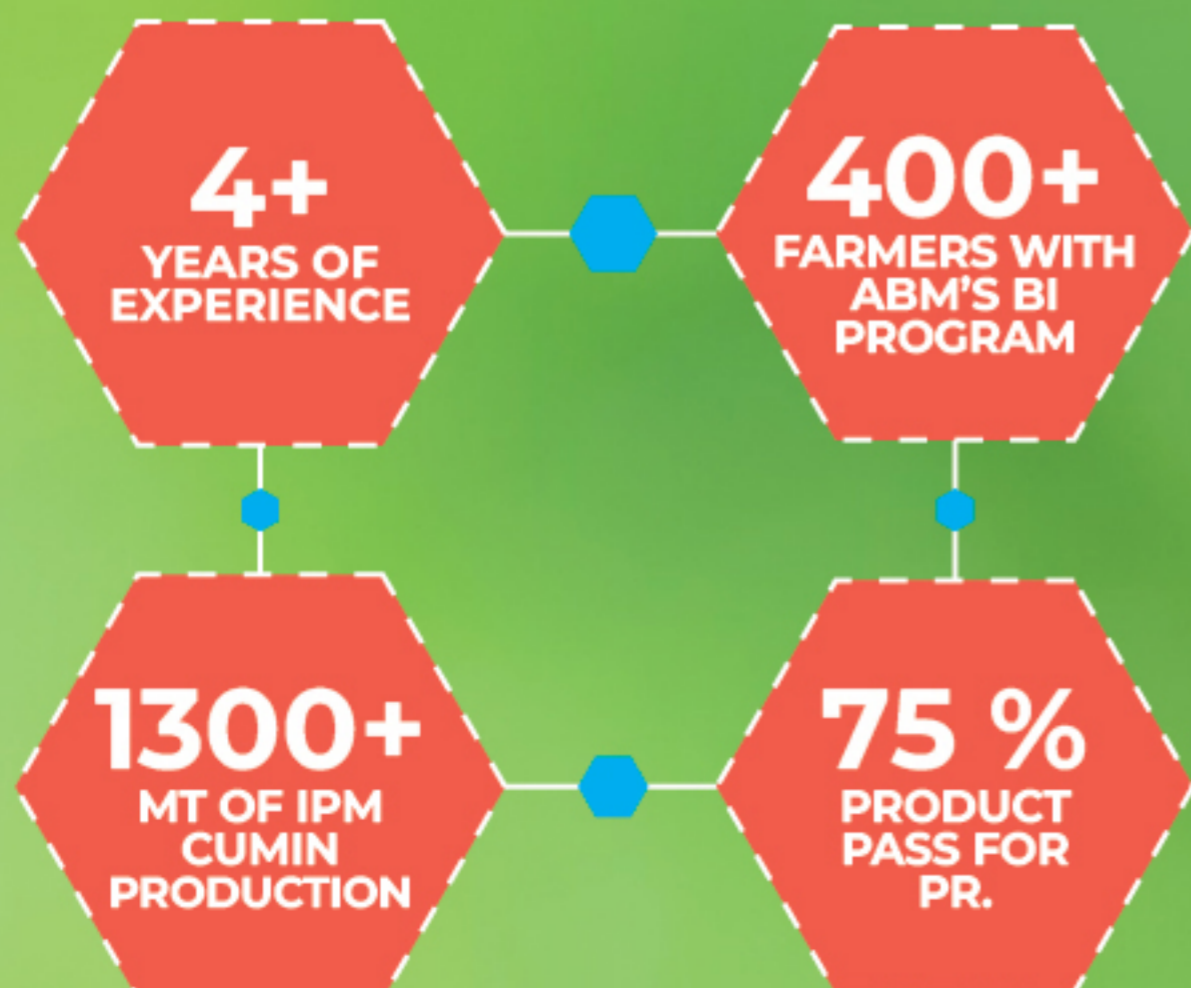 4+
YEARS OF
EXPERIENCE
400+
FARMERS WITH
ABM’S BI
PROGRAM
1300+
MT OF IPM
CUMIN
PRODUCTION
75 %
PRODUCT
PASS FOR
PR.